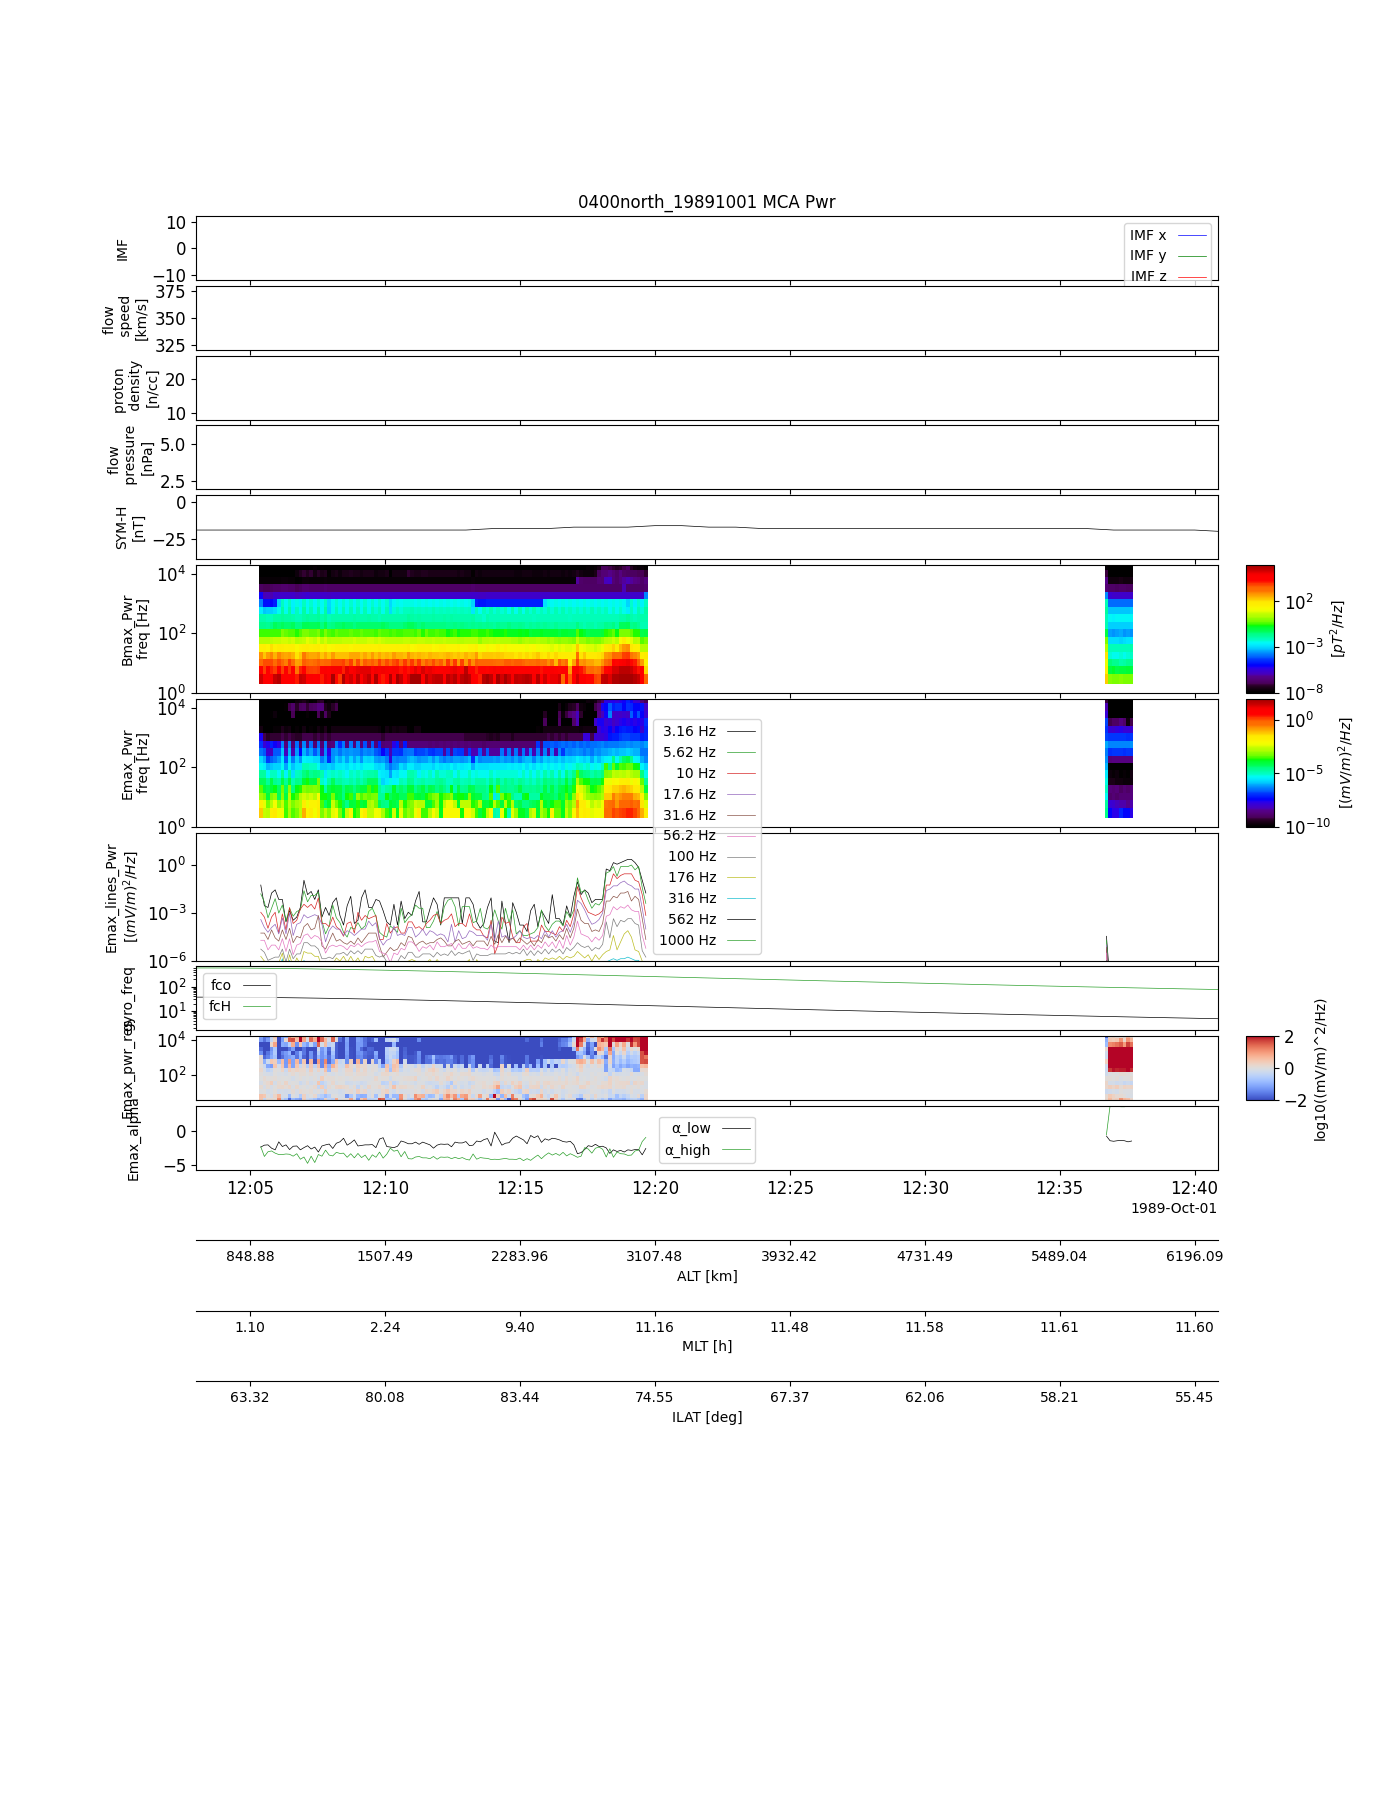 0400north_19891001 MCA Pwr
10
0
−10
IMF
IMF x
IMF y
IMF z
375
350
325
flow
speed
[km/s]
20
10
proton
density
[n/cc]
5.0
2.5
flow
pressure
[nPa]
0
−25
SYM-H
[nT]
10^4
10^2
10^0
Bmax_Pwr
freq [Hz]
10^2
10^−3
10^−8
[pT^2/Hz]
10^4
10^2
10^0
Emax_Pwr
freq [Hz]
10^0
10^−5
10^−10
[(mV/m)^2/Hz]
3.16 Hz
5.62 Hz
10 Hz
17.6 Hz
31.6 Hz
56.2 Hz
100 Hz
176 Hz
316 Hz
562 Hz
1000 Hz
10^0
10^−3
10^−6
Emax_lines_Pwr
[(mV/m)^2/Hz]
10^2
10^1
gyro_freq
fco
fcH
10^4
10^2
Emax_pwr_res
2
0
−2
log10((mV/m)^2/Hz)
0
−5
Emax_alpha
α_low
α_high
12:05 12:10 12:15 12:20 12:25 12:30 12:35 12:40
1989-Oct-01
848.88 1507.49 2283.96 3107.48 3932.42 4731.49 5489.04 6196.09
ALT [km]
1.10 2.24 9.40 11.16 11.48 11.58 11.61 11.60
MLT [h]
63.32 80.08 83.44 74.55 67.37 62.06 58.21 55.45
ILAT [deg]